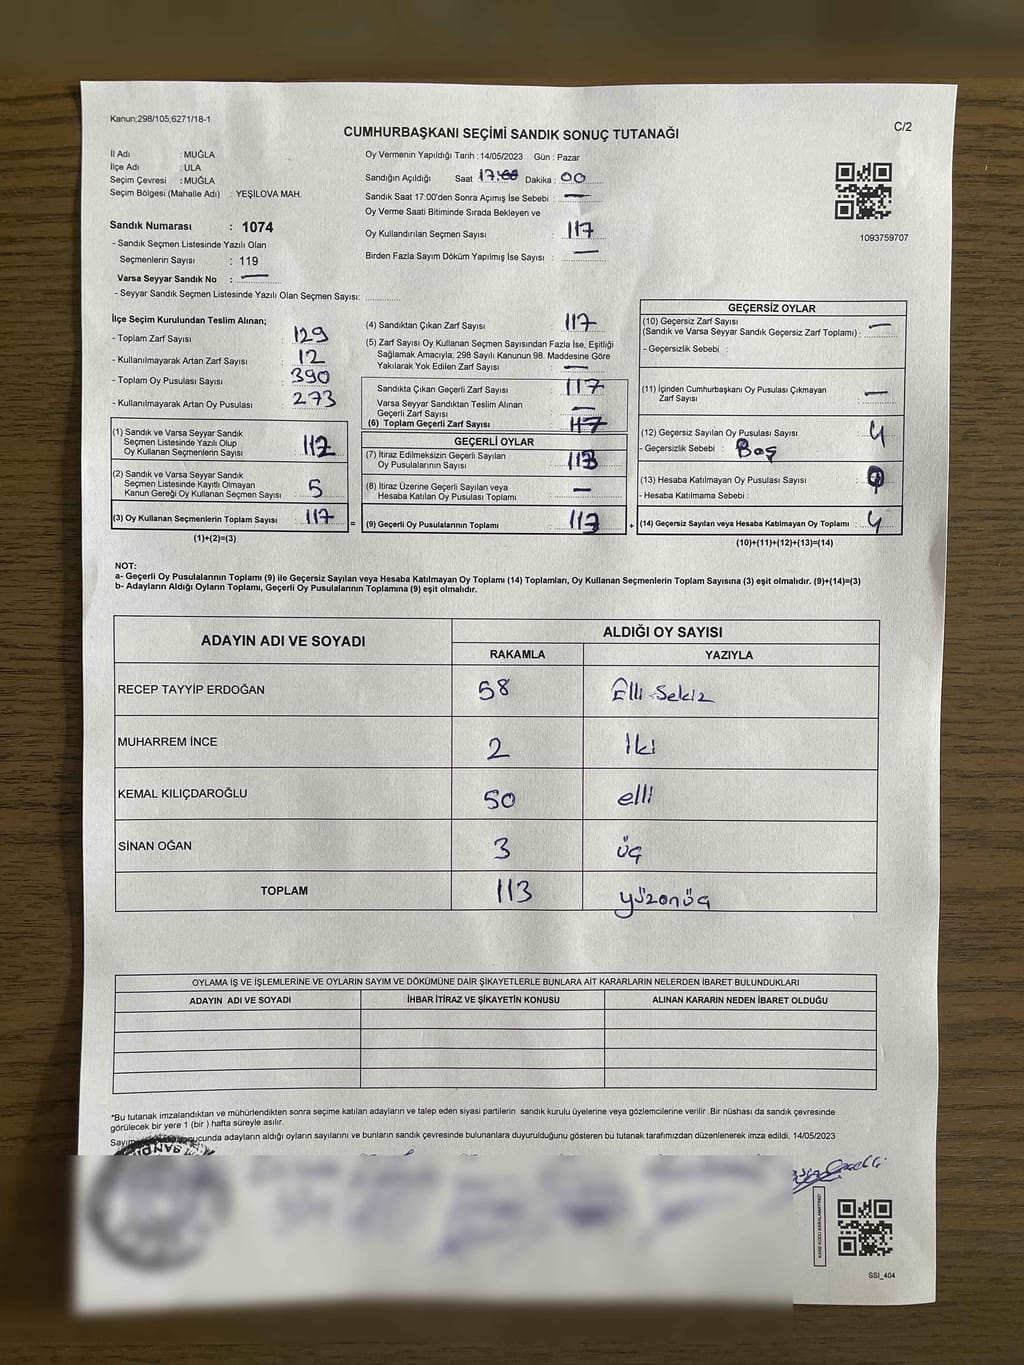 Kanun;298/105;6271/18-1
C/2
CUMHURBAŞKANI SEÇİMİ SANDIK SONUÇ TUTANAĞI
İl Adı : MUĞLA
İlçe Adı : ULA
Seçim Çevresi : MUĞLA
Seçim Bölgesi (Mahalle Adı) : YEŞİLOVA MAH.
Sandık Numarası : 1074
- Sandık Seçmen Listesinde Yazılı Olan
Seçmenlerin Sayısı : 119
Varsa Seyyar Sandık No : —
- Seyyar Sandık Seçmen Listesinde Yazılı Olan Seçmen Sayısı:
Oy Vermenin Yapıldığı Tarih : 14/05/2023 Gün : Pazar
Sandığın Açıldığı Saat 17:00 Dakika : 00
Sandık Saat 17:00'den Sonra Açımış İse Sebebi : —
Oy Verme Saati Bitiminde Sırada Bekleyen ve
Oy Kullandırılan Seçmen Sayısı : 117
Birden Fazla Sayım Döküm Yapılmış İse Sayısı : —
1093759707
İlçe Seçim Kurulundan Teslim Alınan;
- Toplam Zarf Sayısı : 129
- Kullanılmayarak Artan Zarf Sayısı : 12
- Toplam Oy Pusulası Sayısı : 390
- Kullanılmayarak Artan Oy Pusulası : 273
(1) Sandık ve Varsa Seyyar Sandık
Seçmen Listesinde Yazılı Olup
Oy Kullanan Seçmenlerin Sayısı : 112
(2) Sandık ve Varsa Seyyar Sandık
Seçmen Listesinde Kayıtlı Olmayan
Kanun Gereği Oy Kullanan Seçmen Sayısı : 5
(3) Oy Kullanan Seçmenlerin Toplam Sayısı : 117 =
(1)+(2)=(3)
(4) Sandıktan Çıkan Zarf Sayısı : 117
(5) Zarf Sayısı Oy Kullanan Seçmen Sayısından Fazla İse, Eşitliği
Sağlamak Amacıyla; 298 Sayılı Kanunun 98. Maddesine Göre
Yakılarak Yok Edilen Zarf Sayısı : —
Sandıkta Çıkan Geçerli Zarf Sayısı : 117
Varsa Seyyar Sandıktan Teslim Alınan
Geçerli Zarf Sayısı : —
(6) Toplam Geçerli Zarf Sayısı : 117
GEÇERLİ OYLAR
(7) İtiraz Edilmeksizin Geçerli Sayılan
Oy Pusulalarının Sayısı : 113
(8) İtiraz Üzerine Geçerli Sayılan veya
Hesaba Katılan Oy Pusulası Toplamı : —
(9) Geçerli Oy Pusulalarının Toplamı : 113 +
GEÇERSİZ OYLAR
(10) Geçersiz Zarf Sayısı
(Sandık ve Varsa Seyyar Sandık Geçersiz Zarf Toplamı) : —
- Geçersizlik Sebebi :
(11) İçinden Cumhurbaşkanı Oy Pusulası Çıkmayan
Zarf Sayısı : —
(12) Geçersiz Sayılan Oy Pusulası Sayısı : 4
- Geçersizlik Sebebi : Boş
(13) Hesaba Katılmayan Oy Pusulası Sayısı :
- Hesaba Katılmama Sebebi :
(14) Geçersiz Sayılan veya Hesaba Katılmayan Oy Toplamı : 4
(10)+(11)+(12)+(13)=(14)
NOT:
a- Geçerli Oy Pusulalarının Toplamı (9) ile Geçersiz Sayılan veya Hesaba Katılmayan Oy Toplamı (14) Toplamları, Oy Kullanan Seçmenlerin Toplam Sayısına (3) eşit olmalıdır. (9)+(14)=(3)
b- Adayların Aldığı Oyların Toplamı, Geçerli Oy Pusulalarının Toplamına (9) eşit olmalıdır.
ADAYIN ADI VE SOYADI
ALDIĞI OY SAYISI
RAKAMLA YAZIYLA
RECEP TAYYİP ERDOĞAN 58 Elli Sekiz
MUHARREM İNCE 2 iki
KEMAL KILIÇDAROĞLU 50 elli
SİNAN OĞAN 3 üç
TOPLAM 113 yüzonüç
OYLAMA İŞ VE İŞLEMLERİNE VE OYLARIN SAYIM VE DÖKÜMÜNE DAİR ŞİKAYETLERLE BUNLARA AİT KARARLARIN NELERDEN İBARET BULUNDUKLARI
ADAYIN ADI VE SOYADI İHBAR İTİRAZ VE ŞİKAYETİN KONUSU ALINAN KARARIN NEDEN İBARET OLDUĞU
*Bu tutanak imzalandıktan ve mühürlendikten sonra seçime katılan adayların ve talep eden siyasi partilerin sandık kurulu üyelerine veya gözlemcilerine verilir .Bir nüshası da sandık çevresinde
görülecek bir yere 1 (bir ) hafta süreyle asılır.
ucunda adayların aldığı oyların sayılarını ve bunların sandık çevresinde bulunanlara duyurulduğunu gösteren bu tutanak tarafımızdan düzenlenerek imza edildi. 14/05/2023
SSI_404